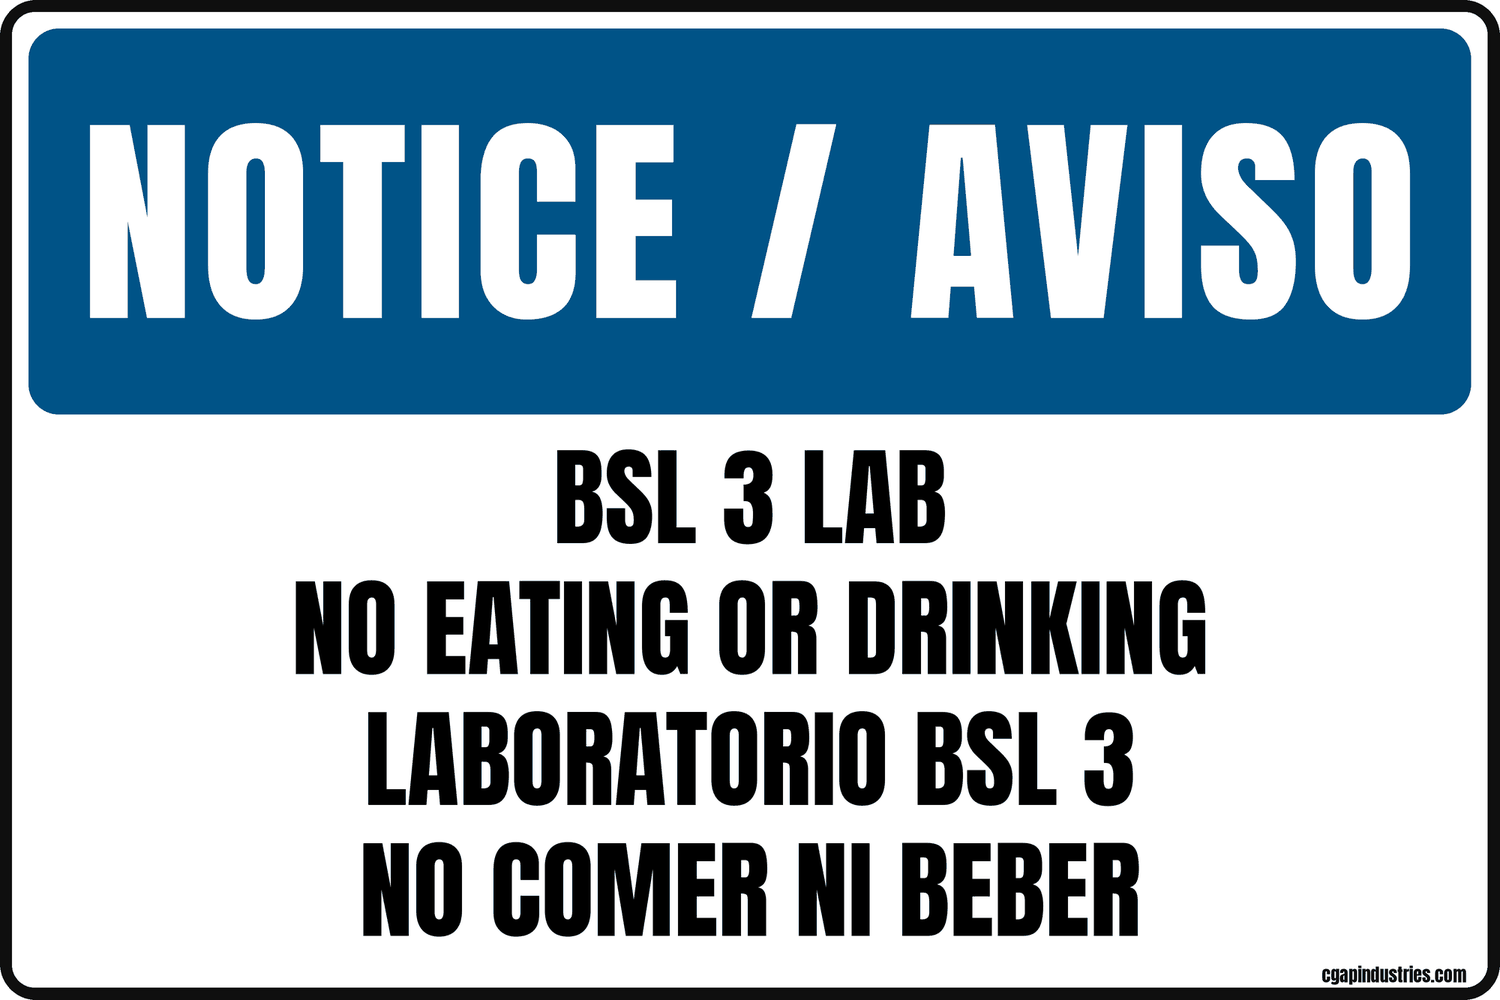 NOTICE / AVISO
BSL 3 LAB
NO EATING OR DRINKING
LABORATORIO BSL 3
NO COMER NI BEBER
cgapindustries.com